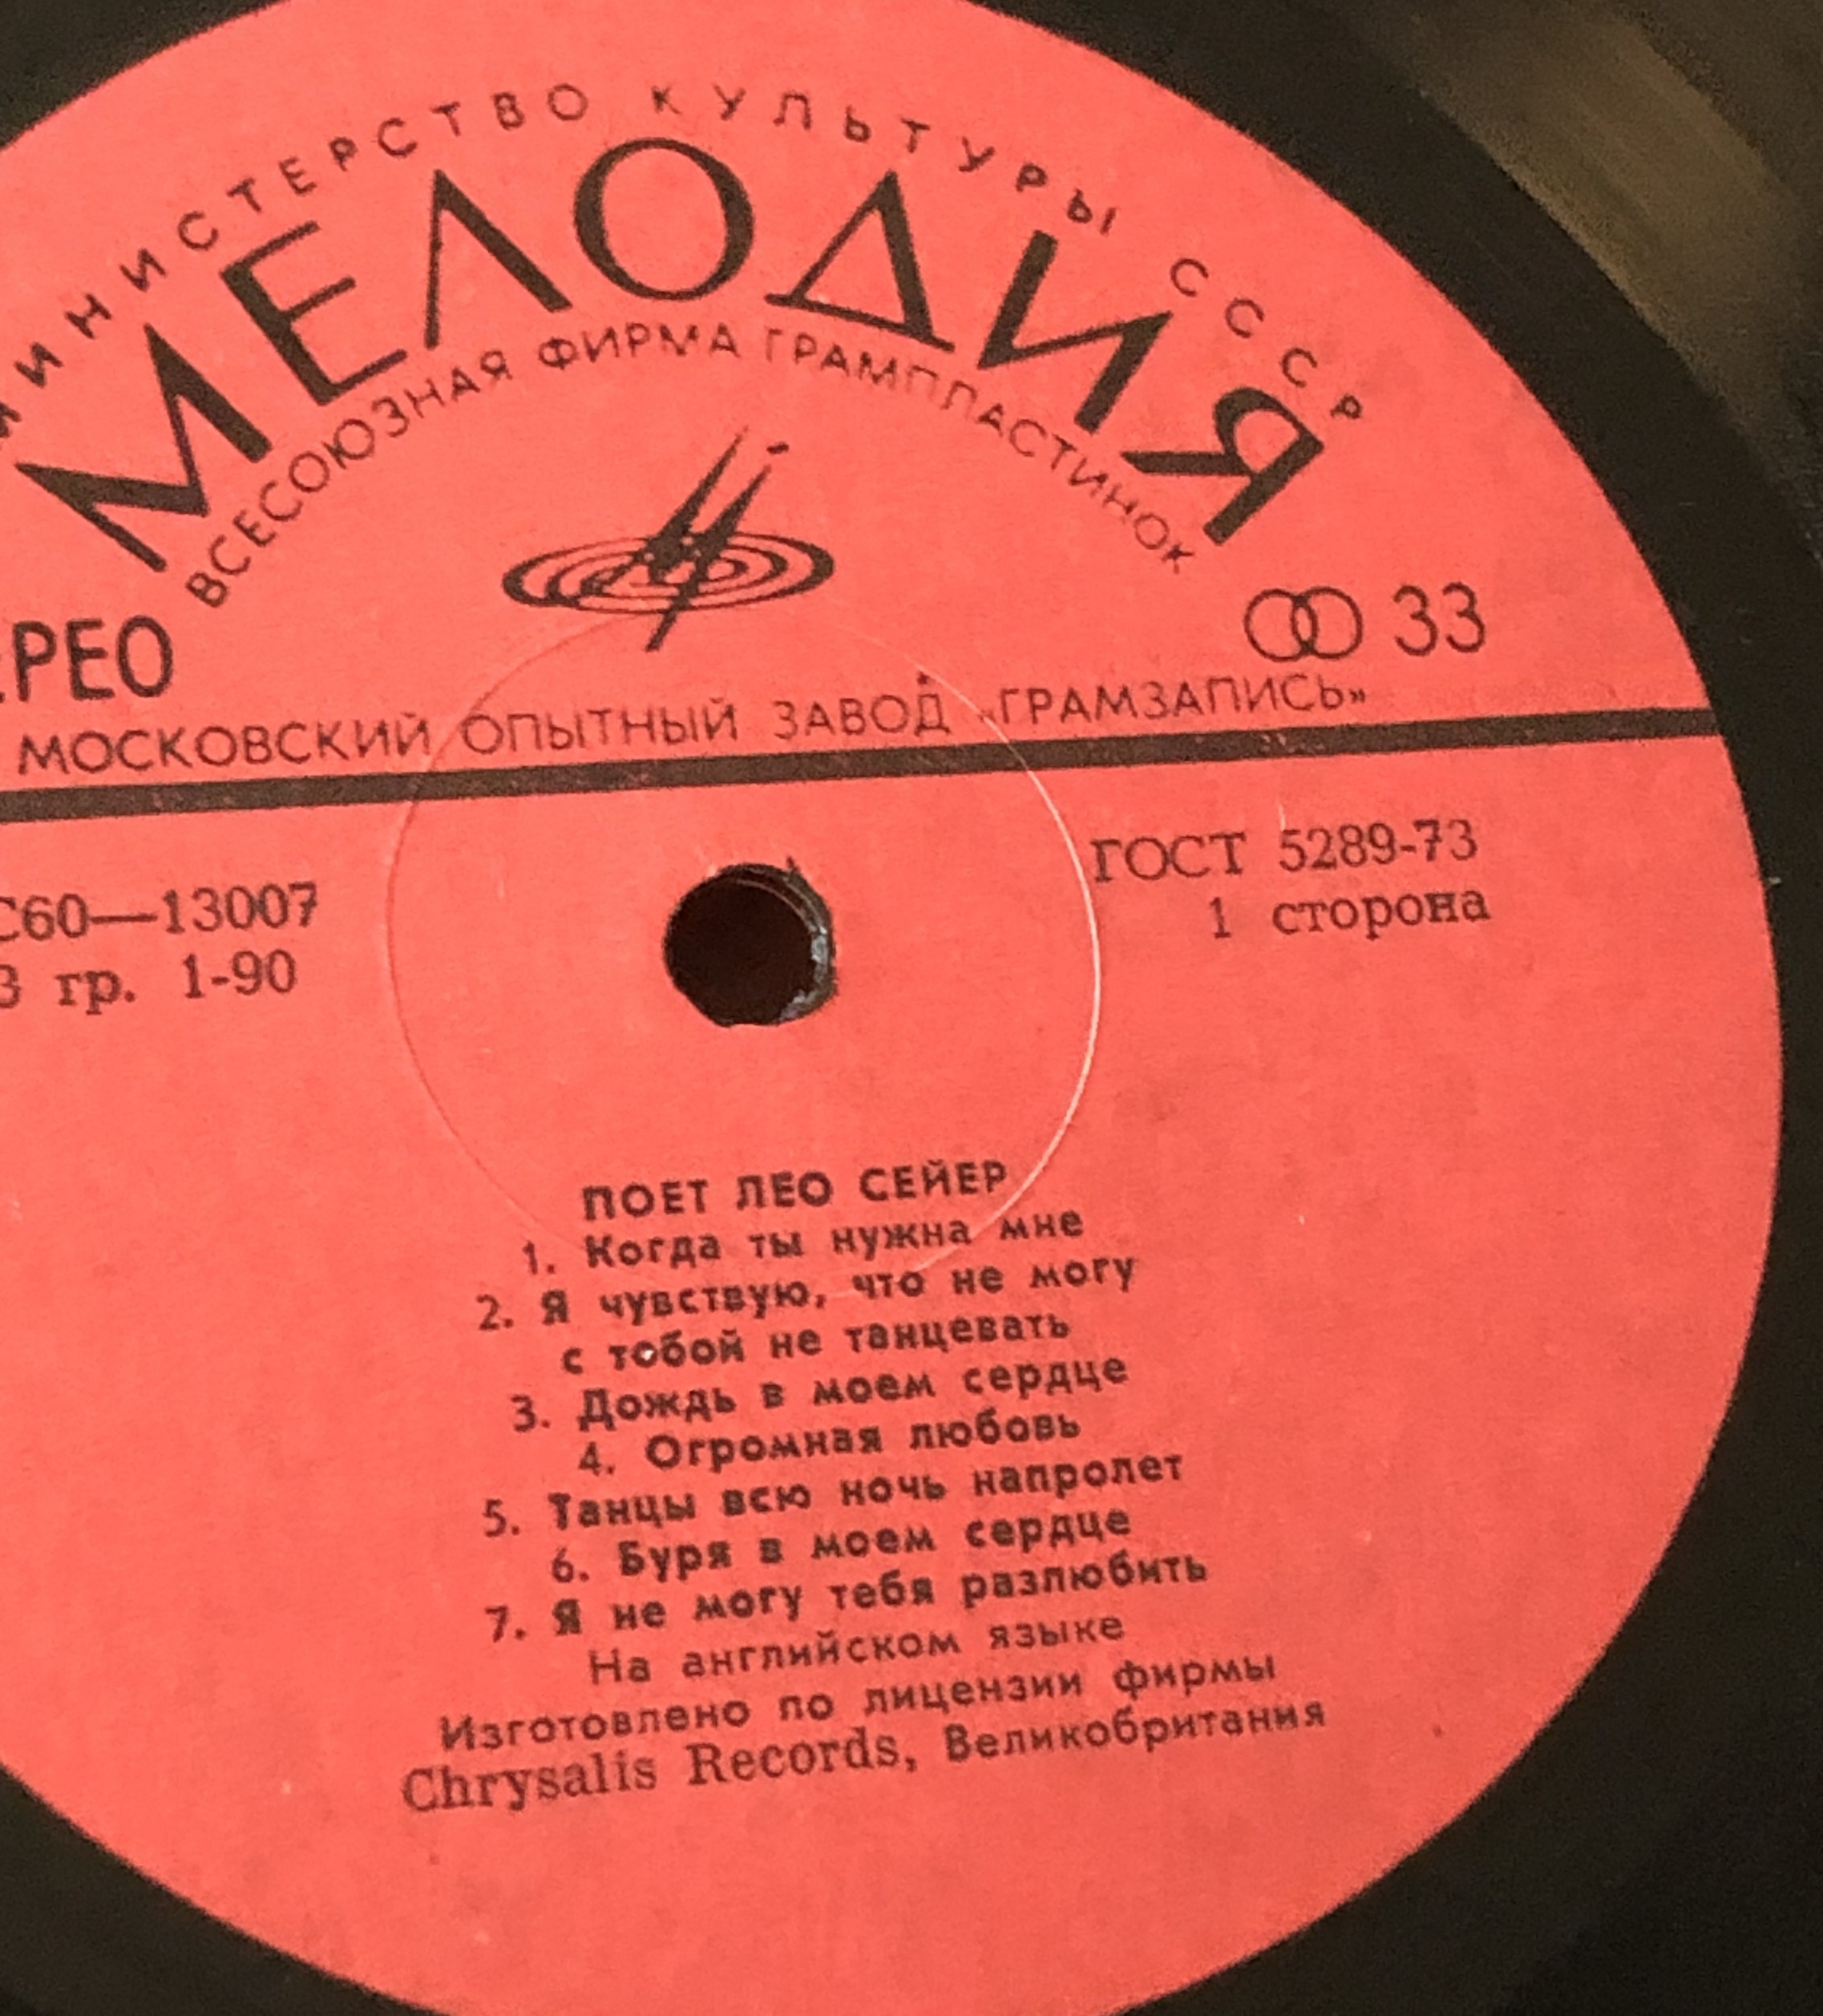 МИНИСТЕРСТВО КУЛЬТУРЫ СССР
МЕЛОДИЯ
ВСЕСОЮЗНАЯ ФИРМА ГРАМПЛАСТИНОК
33
МОСКОВСКИЙ ОПЫТНЫЙ ЗАВОД „ГРАМЗАПИСЬ»
С60—13007
ГОСТ 5289-73
3 гр. 1-90
1 сторона
ПОЕТ ЛЕО СЕЙЕР
1. Когда ты нужна мне
2. Я чувствую, что не могу
с тобой не танцевать
3. Дождь в моем сердце
4. Огромная любовь
5. Танцы всю ночь напролет
6. Буря в моем сердце
7. Я не могу тебя разлюбить
На английском языке
Изготовлено по лицензии фирмы
Chrysalis Records, Великобритания